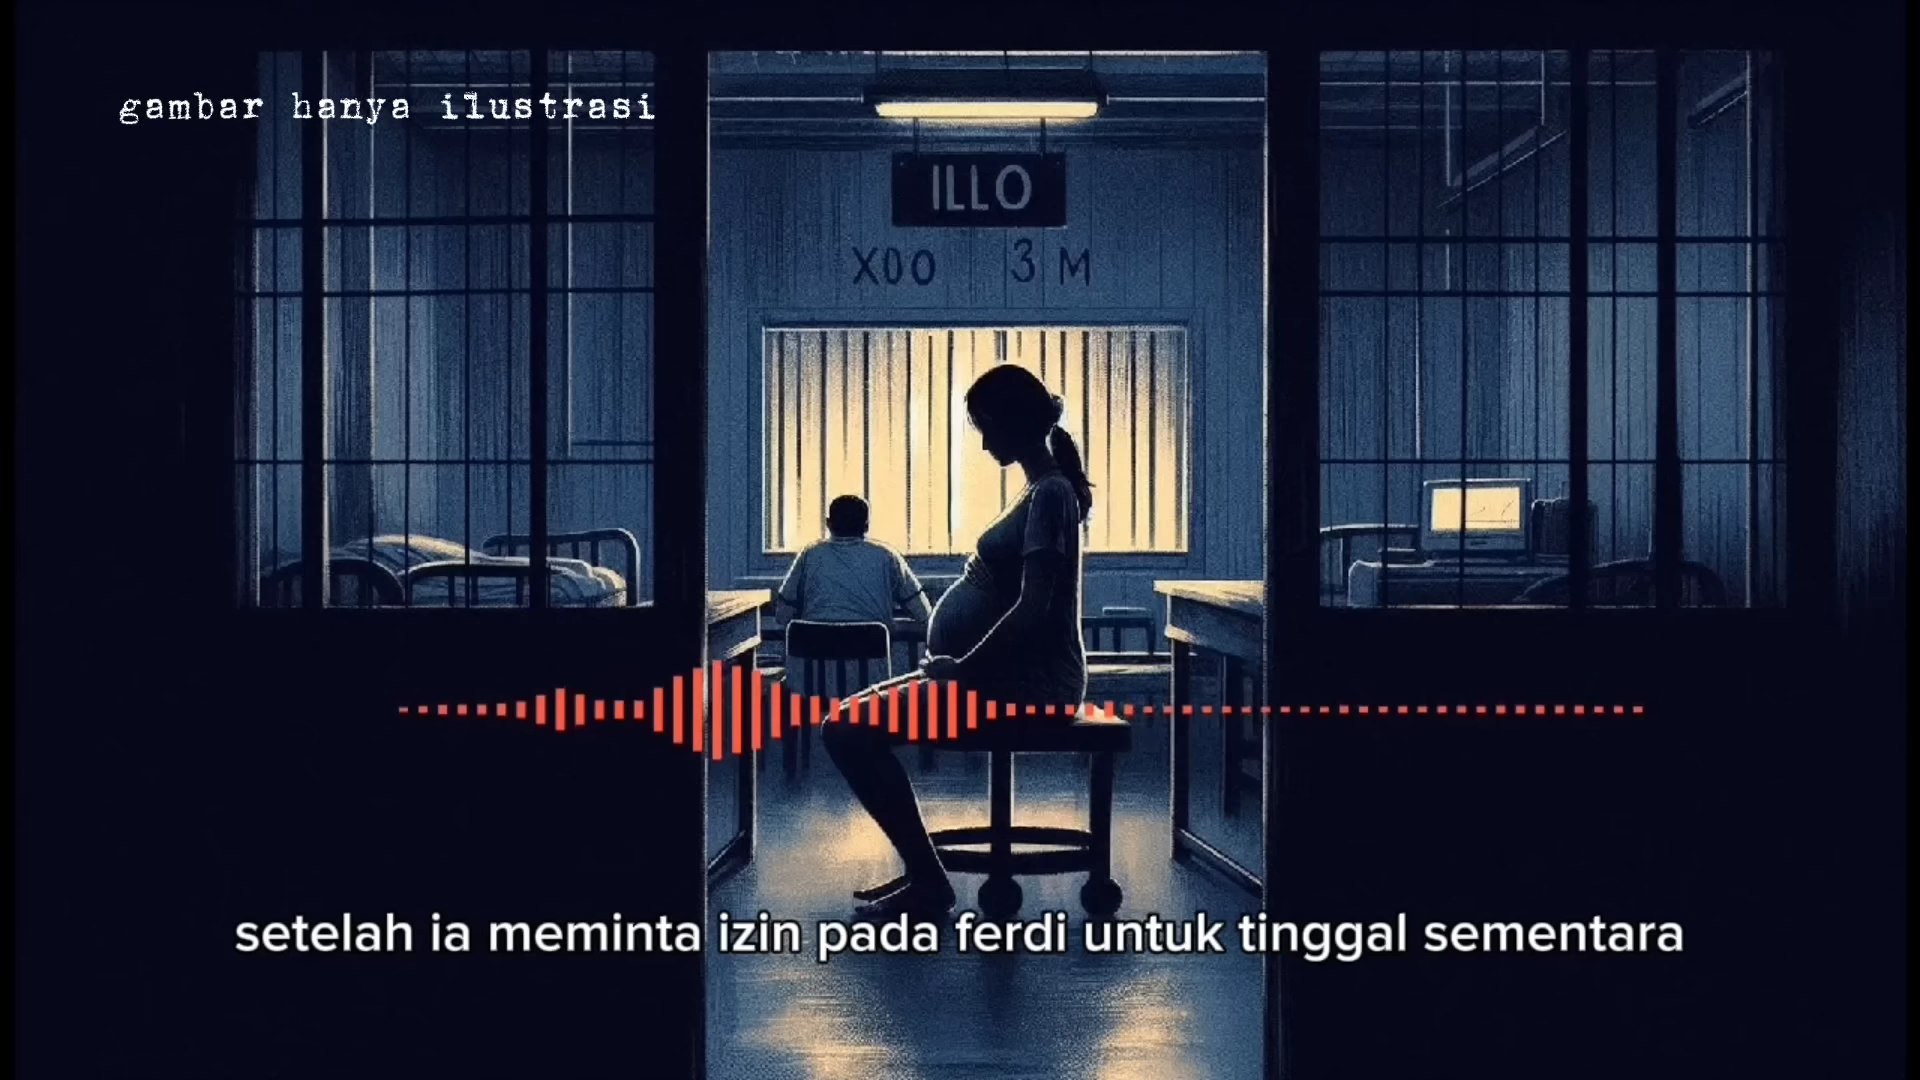 gambar hanya ilustrasi
ILLO
X00 3 M
setelah ia meminta izin pada ferdi untuk tinggal sementara